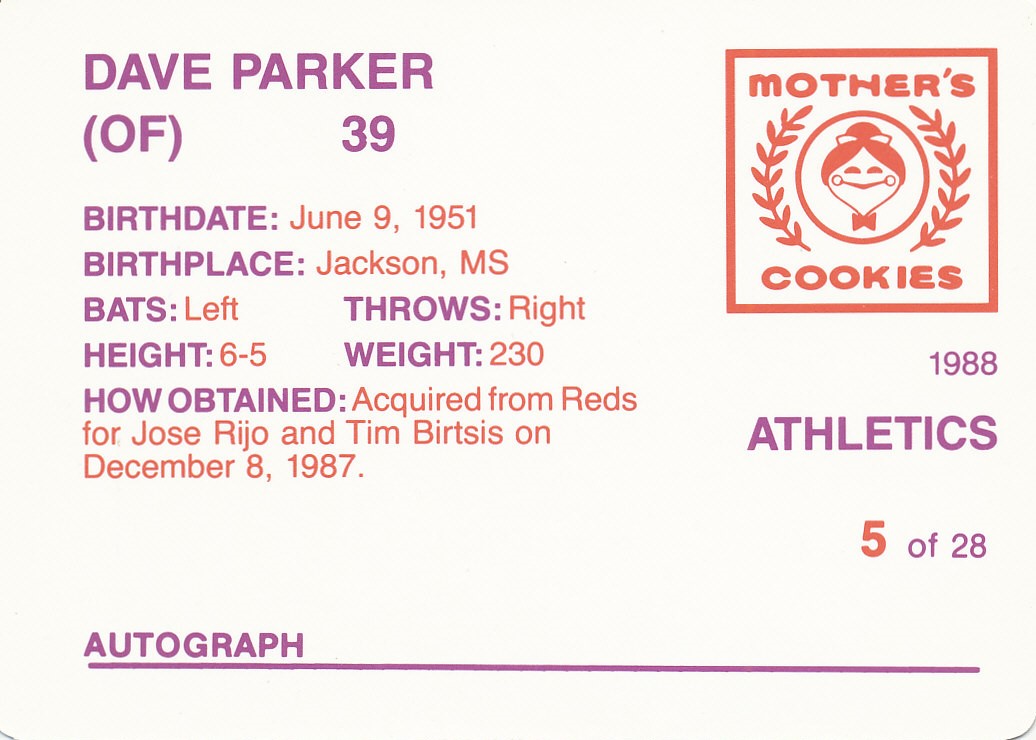 DAVE PARKER
(OF) 39
BIRTHDATE: June 9, 1951
BIRTHPLACE: Jackson, MS
BATS: Left THROWS: Right
HEIGHT: 6-5 WEIGHT: 230
HOW OBTAINED: Acquired from Reds
for Jose Rijo and Tim Birtsis on
December 8, 1987.
AUTOGRAPH
MOTHER'S
COOKIES
1988
ATHLETICS
5 of 28